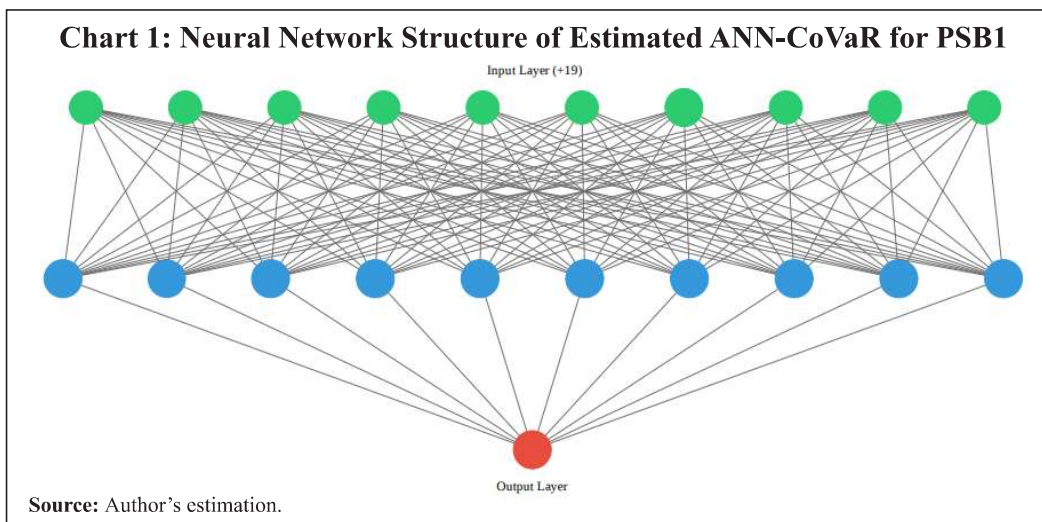 Chart 1: Neural Network Structure of Estimated ANN-CoVaR for PSB1
Input Layer (+19)
Output Layer
Source: Author's estimation.